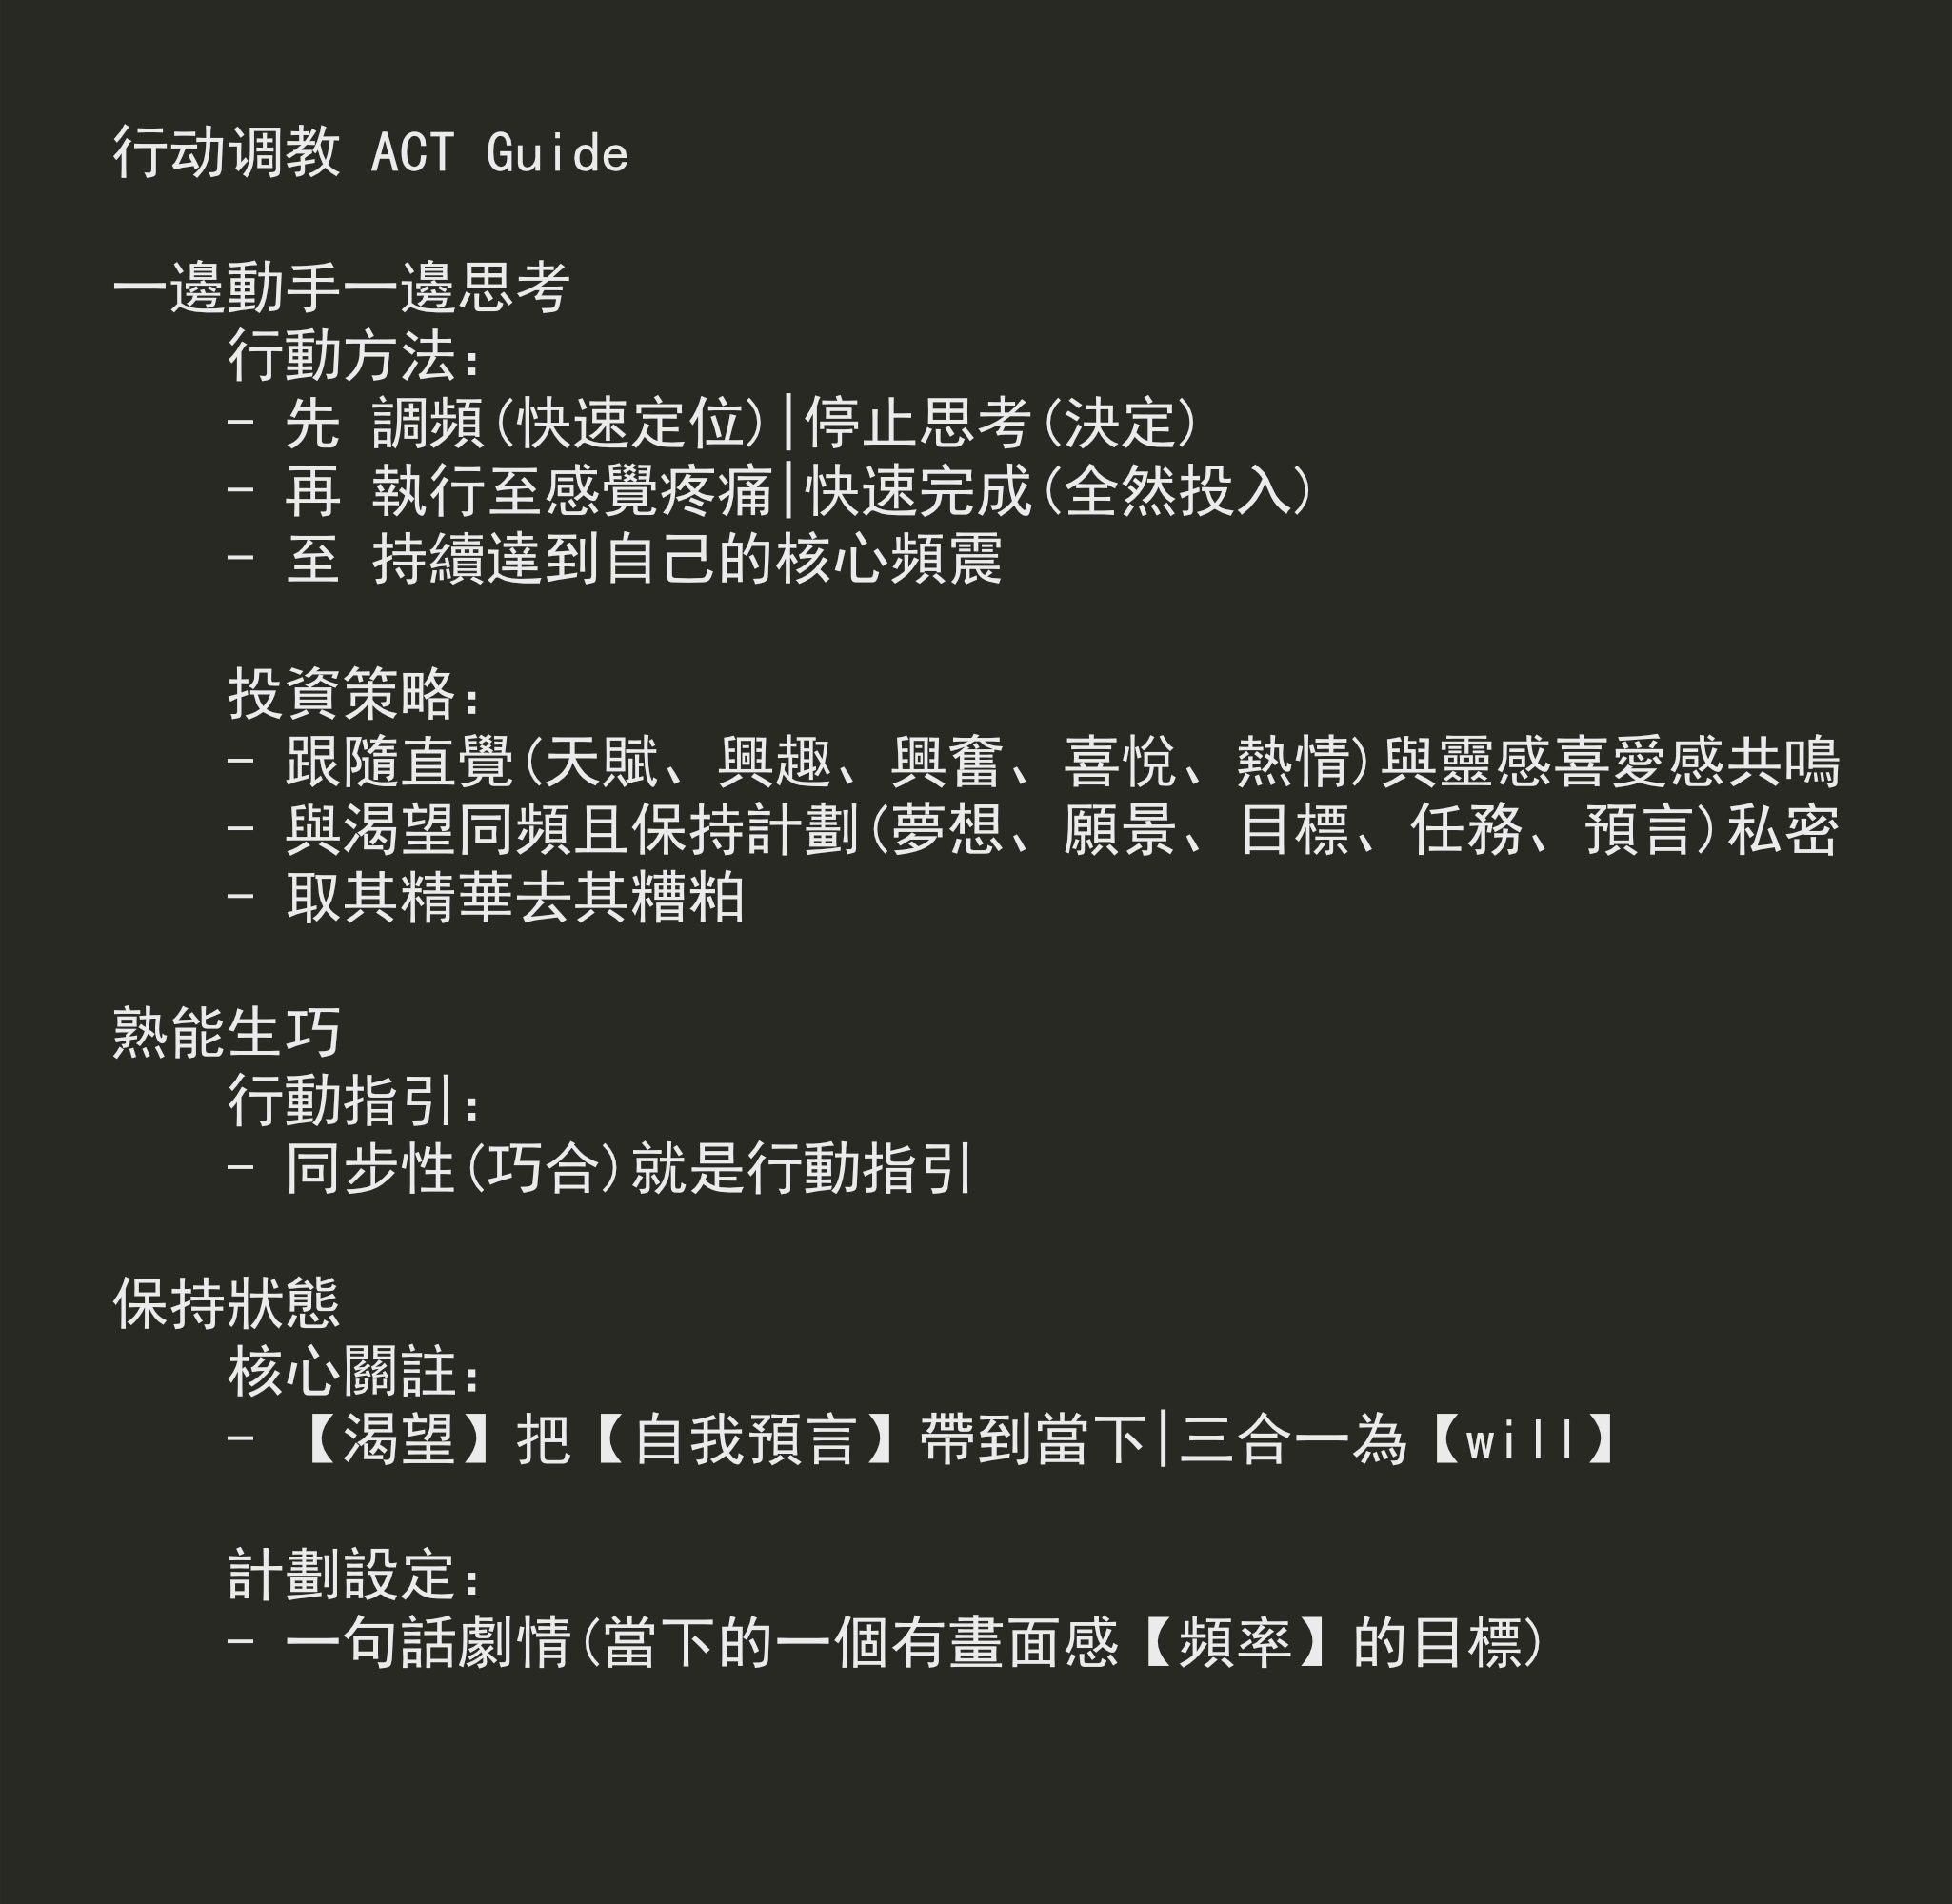 行动调教 ACT Guide
一邊動手一邊思考
行動方法:
- 先 調頻(快速定位)|停止思考(決定)
- 再 執行至感覺疼痛|快速完成(全然投入)
- 至 持續達到自己的核心頻震
投資策略:
- 跟隨直覺(天賦、興趣、興奮、喜悅、熱情)與靈感喜愛感共鳴
- 與渴望同頻且保持計劃(夢想、願景、目標、任務、預言)私密
- 取其精華去其糟粕
熟能生巧
行動指引:
- 同步性(巧合)就是行動指引
保持狀態
核心關註:
- 【渴望】把【自我預言】帶到當下|三合一為【will】
計劃設定:
- 一句話劇情(當下的一個有畫面感【頻率】的目標)